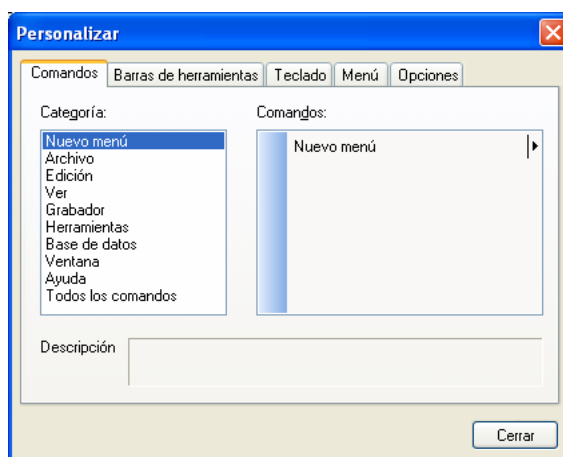 Personalizar
Comandos Barras de herramientas Teclado Menú Opciones
Categoría: Comandos:
Nuevo menú
Archivo
Edición
Ver
Grabador
Herramientas
Base de datos
Ventana
Ayuda
Todos los comandos
Nuevo menú
Descripción
Cerrar